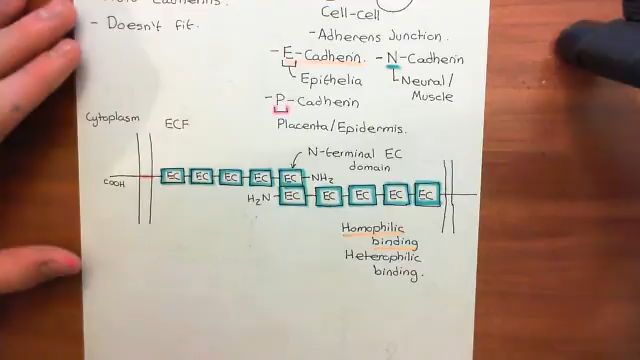 - Doesn't fit.
Cell-cell
-Adherens Junction.
-E-Cadherin
-N-Cadherin
Epithelia
Neural/
Muscle
-P-Cadherin
Placenta/Epidermis.
Cytoplasm
ECF
N-terminal EC
domain
COOH
EC EC EC EC EC -NH2
H2N- EC EC EC EC EC
Homophilic
binding
Heterophilic
binding.